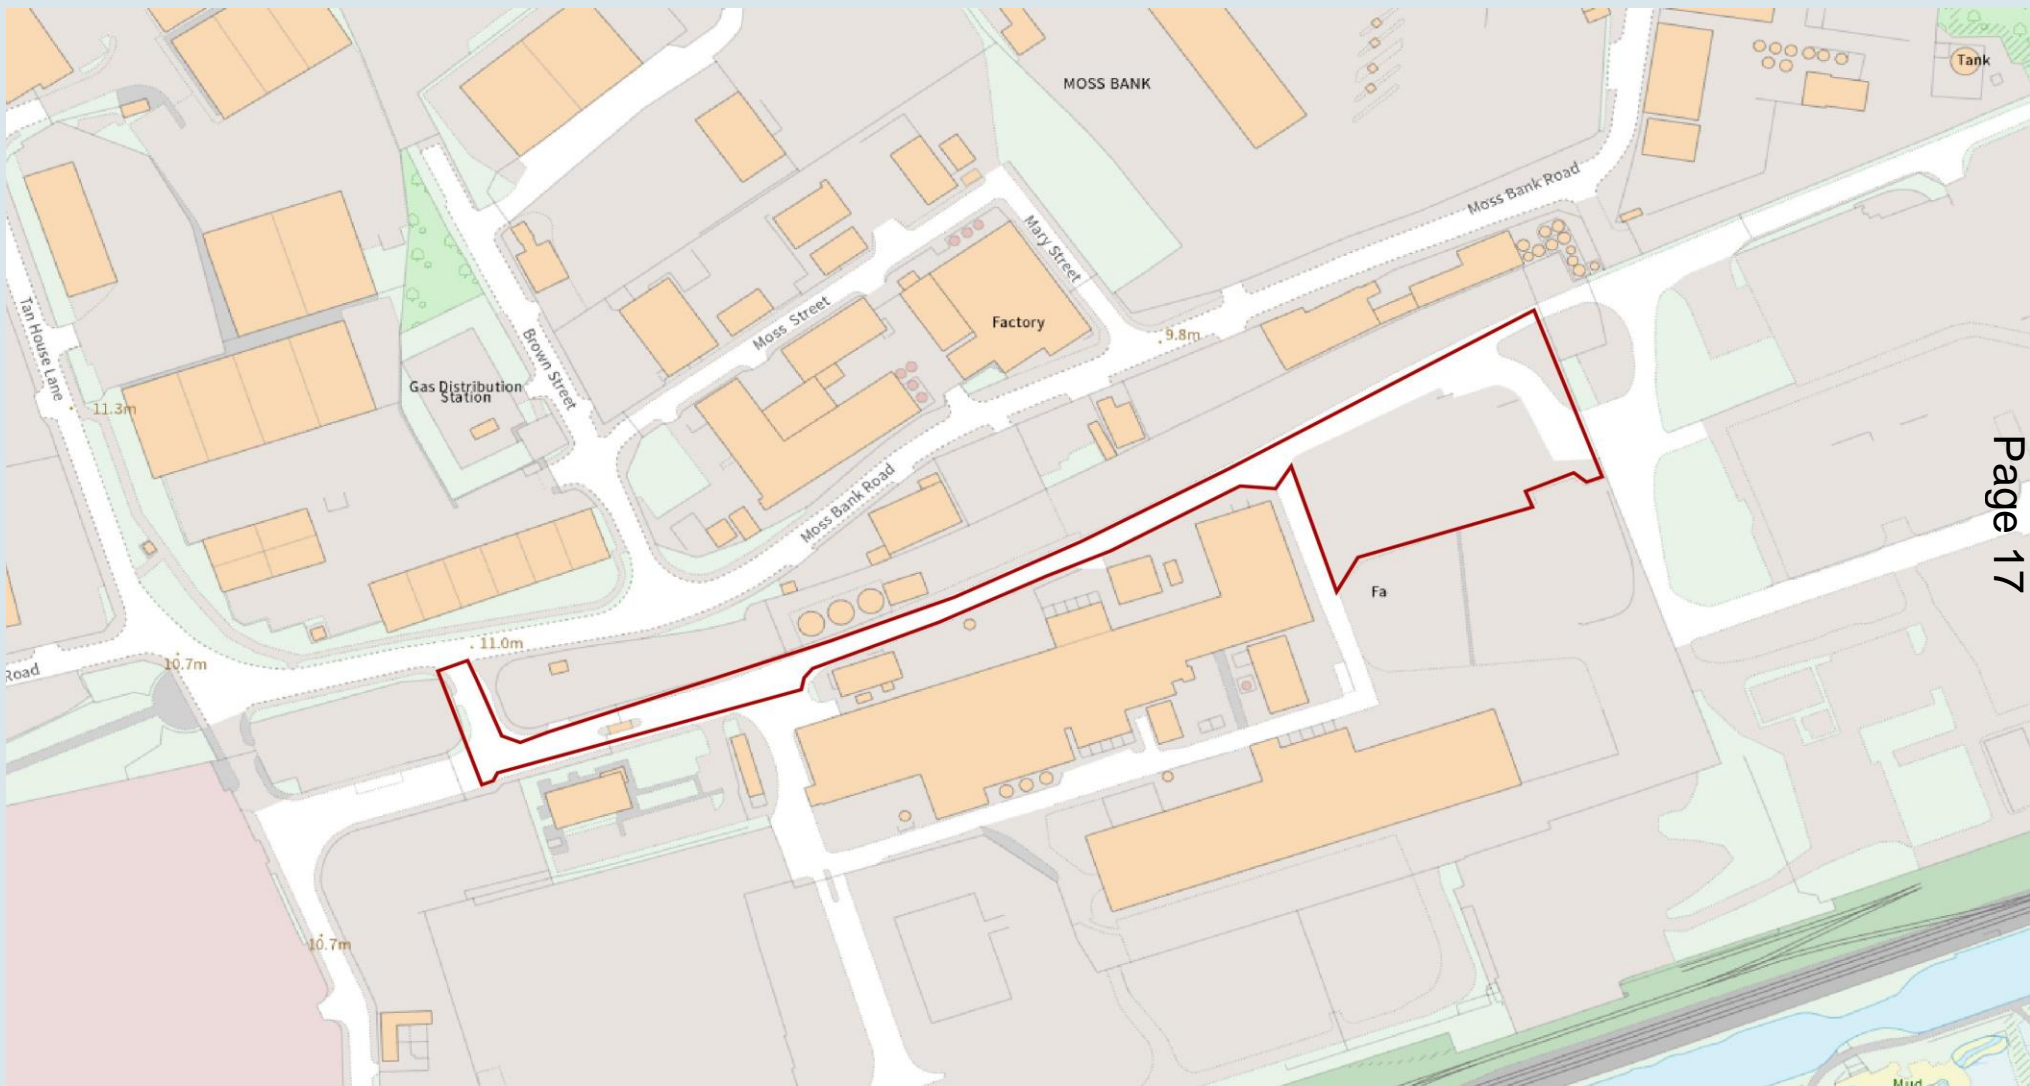 MOSS BANK
Tank
Moss Bank Road
Mary Street
Tan House Lane
Moss Street
Factory
9.8m
Brown Street
Gas Distribution
Station
11.3m
Page 17
Moss Bank Road
Fa
11.0m
10.7m
Road
10.7m
Mud